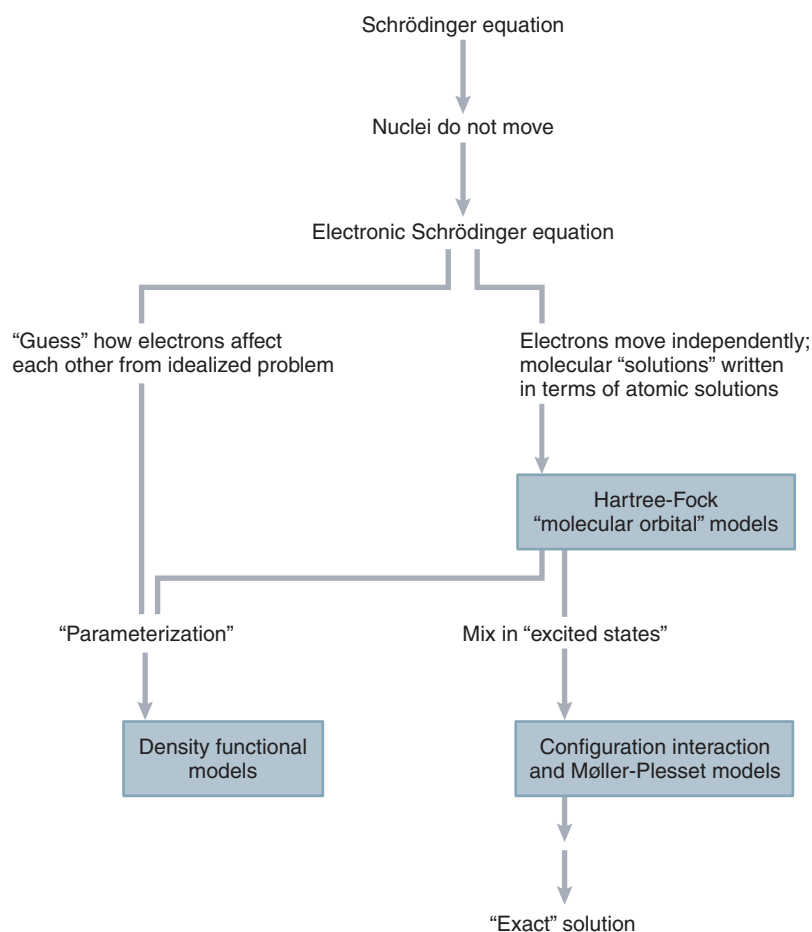 Schrödinger equation
Nuclei do not move
Electronic Schrödinger equation
“Guess” how electrons affect
each other from idealized problem
Electrons move independently;
molecular “solutions” written
in terms of atomic solutions
Hartree-Fock
“molecular orbital” models
“Parameterization”
Mix in “excited states”
Density functional
models
Configuration interaction
and Møller-Plesset models
“Exact” solution